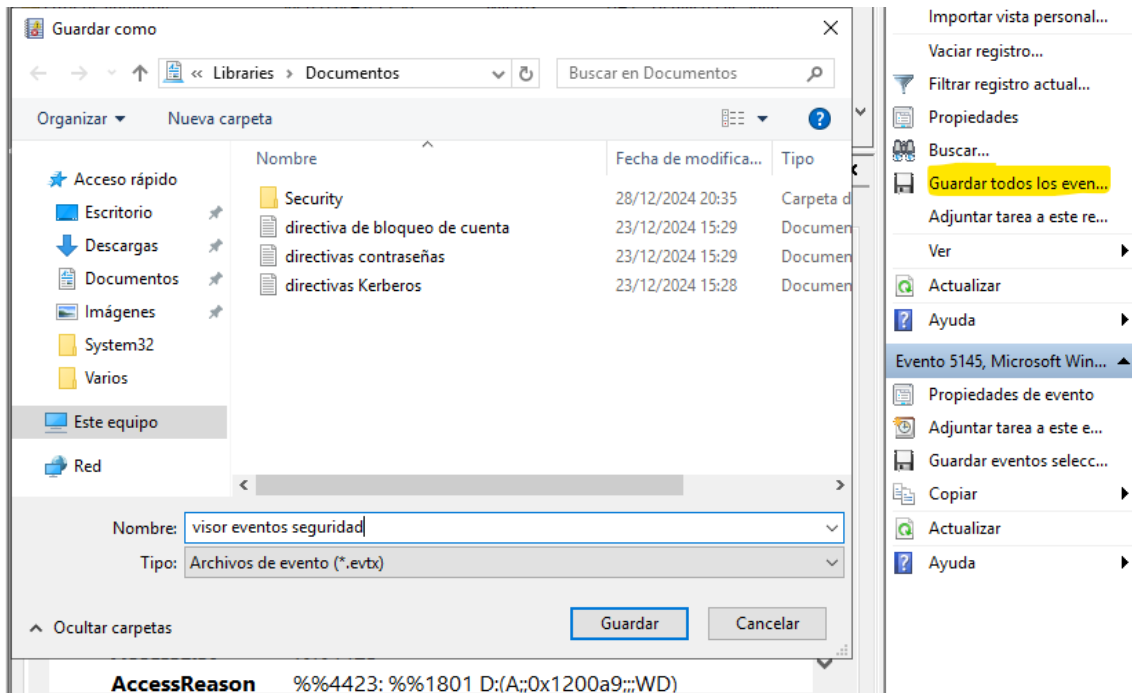 Guardar como
« Libraries > Documentos
Buscar en Documentos
Organizar
Nueva carpeta
Nombre
Fecha de modifica...
Tipo
Acceso rápido
Escritorio
Descargas
Documentos
Imágenes
System32
Varios
Este equipo
Red
Security 28/12/2024 20:35 Carpeta d
directiva de bloqueo de cuenta 23/12/2024 15:29 Documen
directivas contraseñas 23/12/2024 15:29 Documen
directivas Kerberos 23/12/2024 15:28 Documen
Nombre: visor eventos seguridad
Tipo: Archivos de evento (*.evtx)
Ocultar carpetas
Guardar
Cancelar
AccessReason %%4423: %%1801 D:(A;;0x1200a9;;;WD)
Importar vista personal...
Vaciar registro...
Filtrar registro actual...
Propiedades
Buscar...
Guardar todos los even...
Adjuntar tarea a este re...
Ver
Actualizar
Ayuda
Evento 5145, Microsoft Win...
Propiedades de evento
Adjuntar tarea a este e...
Guardar eventos selecc...
Copiar
Actualizar
Ayuda